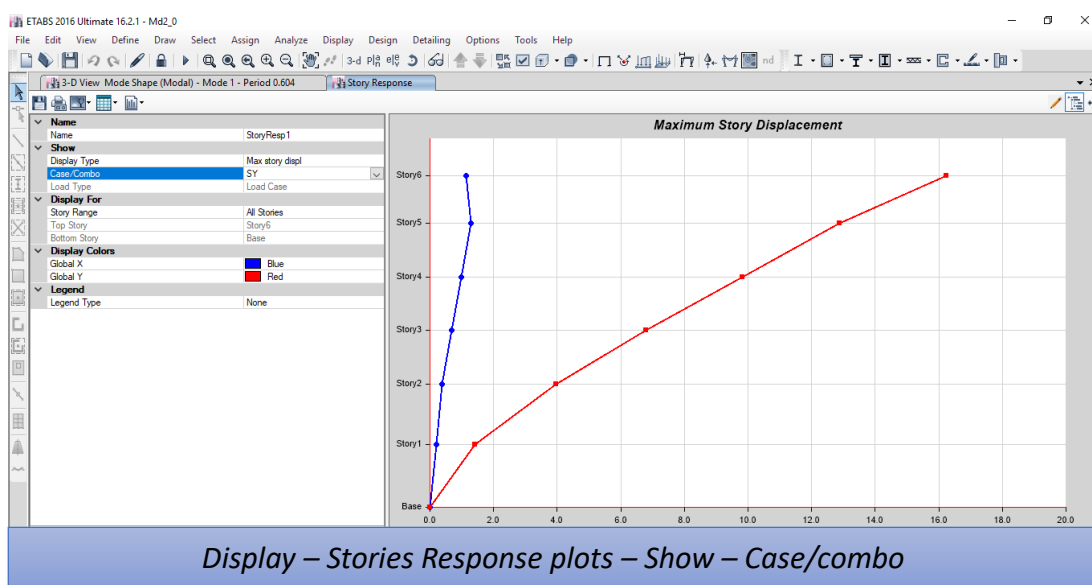 ETABS 2016 Ultimate 16.2.1 - Md2_0
File Edit View Define Draw Select Assign Analyze Display Design Detailing Options Tools Help
3-d
nd
3-D View Mode Shape (Modal) - Mode 1 - Period 0.604
Story Response
Name
Name StoryResp1
Show
Display Type Max story displ
Case/Combo SY
Load Type Load Case
Display For
Story Range All Stories
Top Story Story6
Bottom Story Base
Display Colors
Global X Blue
Global Y Red
Legend
Legend Type None
Maximum Story Displacement
Story6
Story5
Story4
Story3
Story2
Story1
Base
0.0 2.0 4.0 6.0 8.0 10.0 12.0 14.0 16.0 18.0 20.0
Display – Stories Response plots – Show – Case/combo